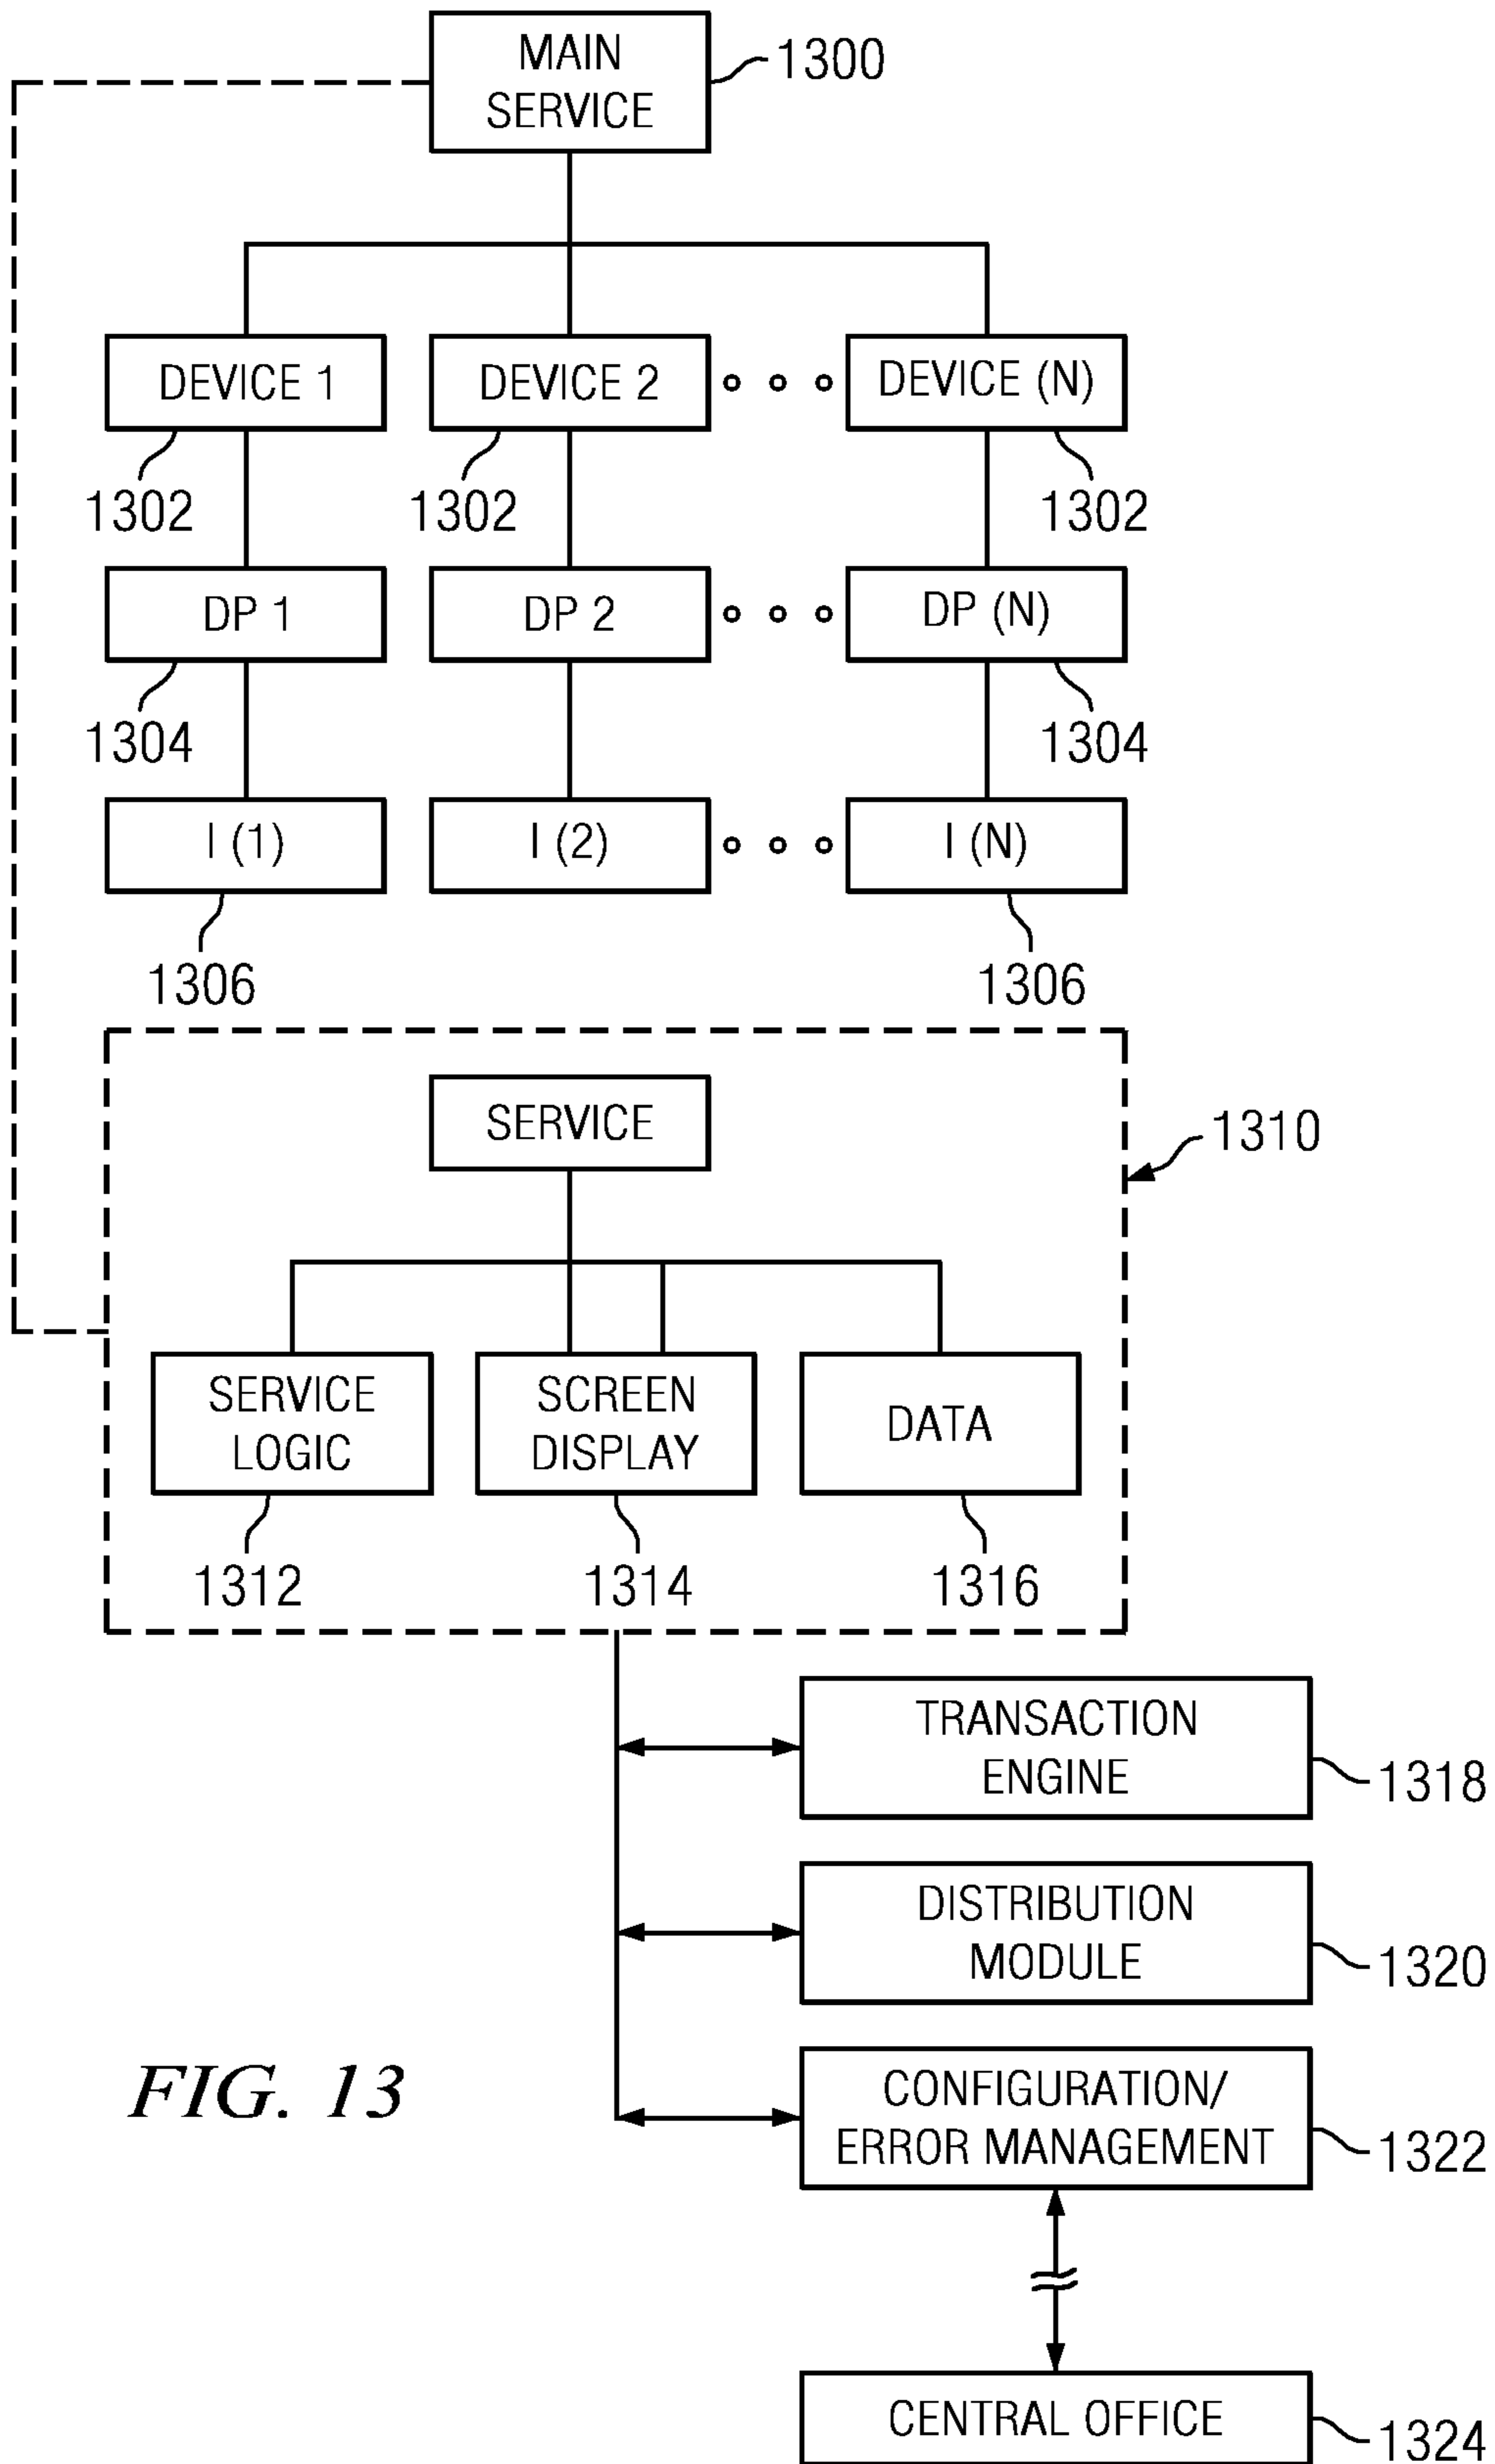 MAIN
SERVICE
1300
DEVICE 1
DEVICE 2
DEVICE (N)
1302
1302
1302
DP 1
DP 2
DP (N)
1304
1304
I (1)
I (2)
I (N)
1306
1306
SERVICE
1310
SERVICE
LOGIC
SCREEN
DISPLAY
DATA
1312
1314
1316
TRANSACTION
ENGINE
1318
DISTRIBUTION
MODULE
1320
FIG. 13
CONFIGURATION/
ERROR MANAGEMENT
1322
CENTRAL OFFICE
1324